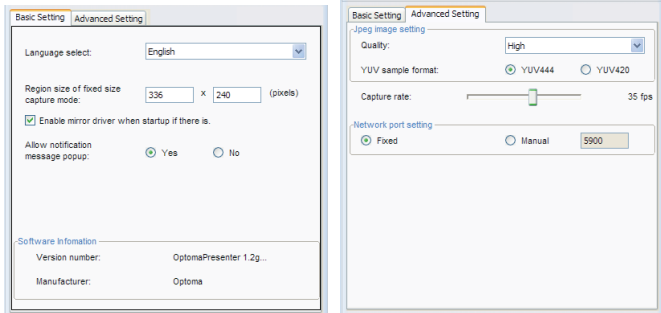 Basic Setting Advanced Setting
Language select: English
Region size of fixed size
capture mode: 336 x 240 (pixels)
Enable mirror driver when startup if there is.
Allow notification
message popup: Yes No
Software Infomation
Version number: OptomaPresenter 1.2g...
Manufacturer: Optoma
Basic Setting Advanced Setting
Jpeg image setting
Quality: High
YUV sample format: YUV444 YUV420
Capture rate: 35 fps
Network port setting
Fixed Manual 5900